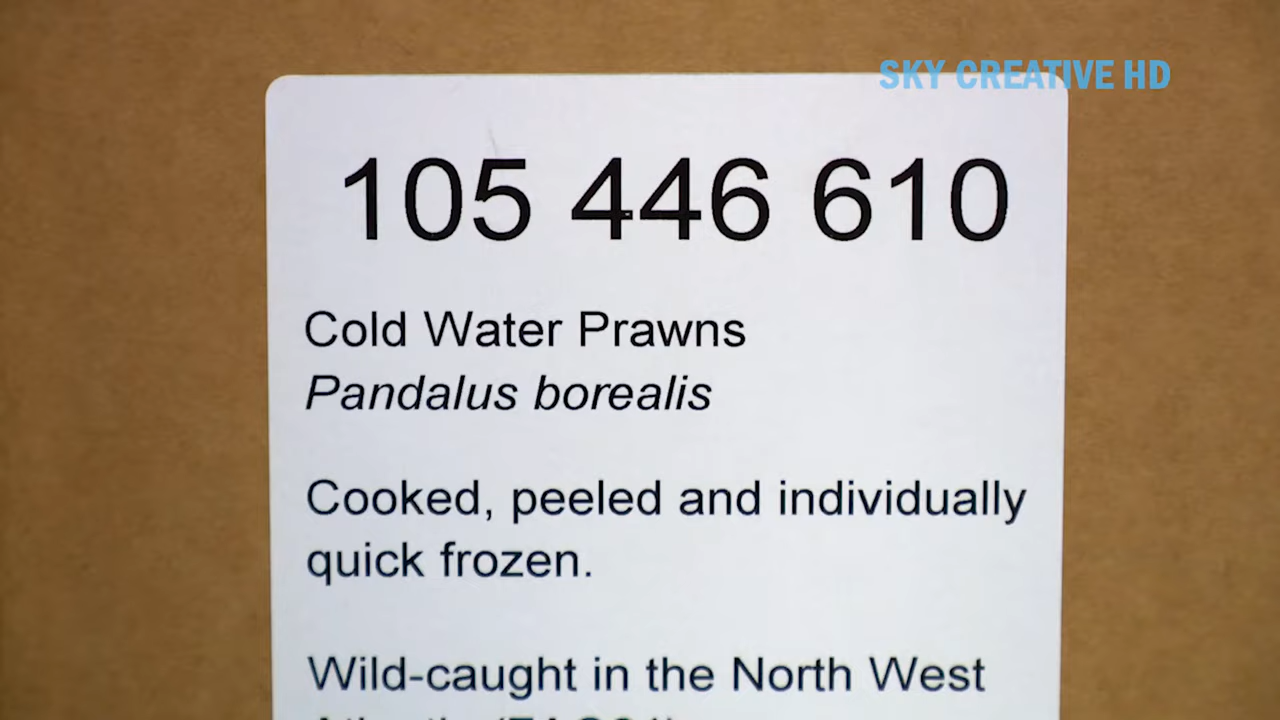 SKY CREATIVE HD
105 446 610
Cold Water Prawns
Pandalus borealis
Cooked, peeled and individually
quick frozen.
Wild-caught in the North West